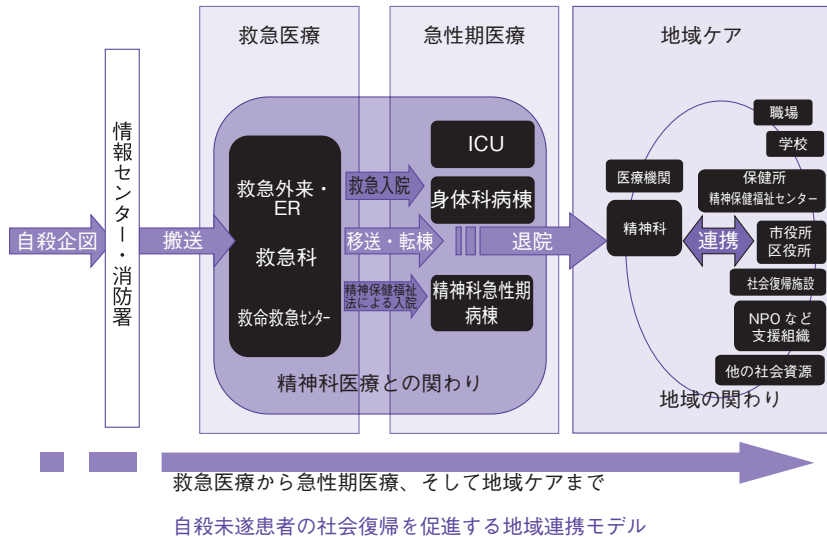 救急医療
急性期医療
地域ケア
自殺企図
情報センター・消防署
搬送
救急外来・
ER
救急科
救命救急センター
救急入院
移送・転棟
精神保健福祉
法による入院
ICU
身体科病棟
精神科急性期
病棟
精神科医療との関わり
退院
医療機関
精神科
連携
職場
学校
保健所
精神保健福祉センター
市役所
区役所
社会復帰施設
NPO など
支援組織
他の社会資源
地域の関わり
救急医療から急性期医療、そして地域ケアまで
自殺未遂患者の社会復帰を促進する地域連携モデル